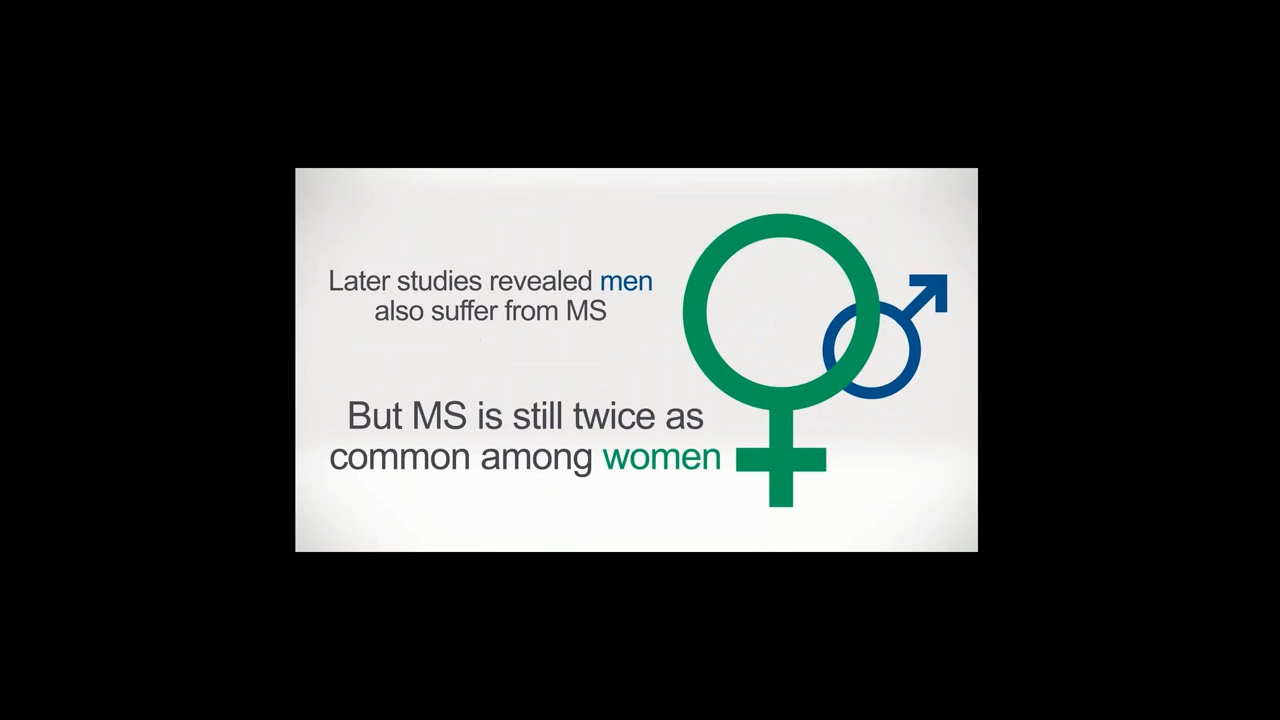 Later studies revealed men
also suffer from MS
But MS is still twice as
common among women